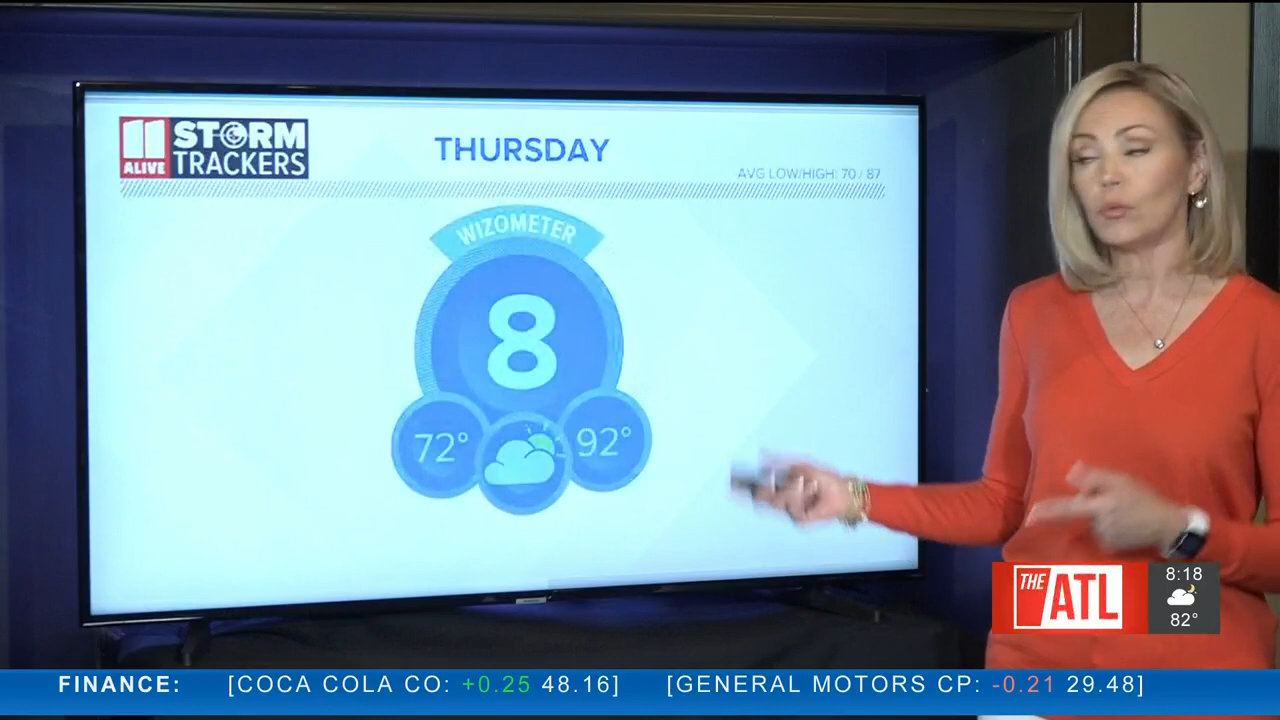 11 ALIVE STORM TRACKERS
THURSDAY
AVG LOW/HIGH: 70 / 87
WIZOMETER
8
72° 92°
THE ATL
8:18
82°
FINANCE: [COCA COLA CO: +0.25 48.16] [GENERAL MOTORS CP: -0.21 29.48]